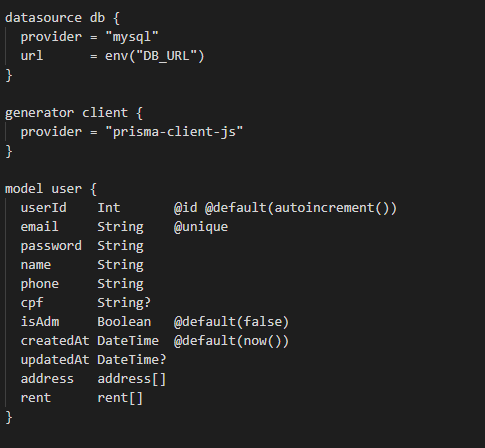 datasource db {
  provider = "mysql"
  url      = env("DB_URL")
}

generator client {
  provider = "prisma-client-js"
}

model user {
  userId    Int       @id @default(autoincrement())
  email     String    @unique
  password  String
  name      String
  phone     String
  cpf       String?
  isAdm     Boolean   @default(false)
  createdAt DateTime  @default(now())
  updatedAt DateTime?
  address   address[]
  rent      rent[]
}